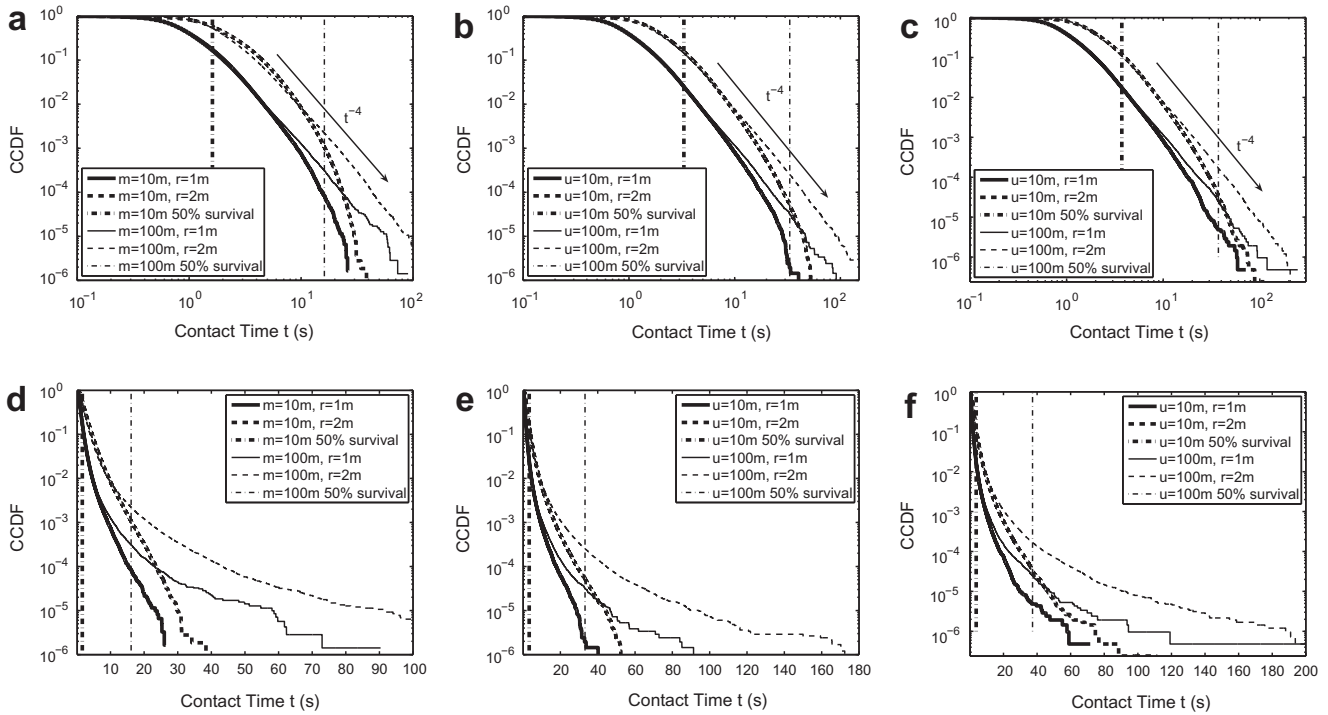 a
CCDF
10^0
10^-1
10^-2
10^-3
10^-4
10^-5
10^-6
t^-4
m=10m, r=1m
m=10m, r=2m
m=10m 50% survival
m=100m, r=1m
m=100m, r=2m
m=100m 50% survival
10^-1 10^0 10^1 10^2
Contact Time t (s)
b
CCDF
10^0
10^-1
10^-2
10^-3
10^-4
10^-5
10^-6
t^-4
u=10m, r=1m
u=10m, r=2m
u=10m 50% survival
u=100m, r=1m
u=100m, r=2m
u=100m 50% survival
10^-1 10^0 10^1 10^2
Contact Time t (s)
c
CCDF
10^0
10^-1
10^-2
10^-3
10^-4
10^-5
10^-6
t^-4
u=10m, r=1m
u=10m, r=2m
u=10m 50% survival
u=100m, r=1m
u=100m, r=2m
u=100m 50% survival
10^-1 10^0 10^1 10^2
Contact Time t (s)
d
CCDF
10^0
10^-1
10^-2
10^-3
10^-4
10^-5
10^-6
m=10m, r=1m
m=10m, r=2m
m=10m 50% survival
m=100m, r=1m
m=100m, r=2m
m=100m 50% survival
10 20 30 40 50 60 70 80 90 100
Contact Time t (s)
e
CCDF
10^0
10^-1
10^-2
10^-3
10^-4
10^-5
10^-6
u=10m, r=1m
u=10m, r=2m
u=10m 50% survival
u=100m, r=1m
u=100m, r=2m
u=100m 50% survival
20 40 60 80 100 120 140 160 180
Contact Time t (s)
f
CCDF
10^0
10^-1
10^-2
10^-3
10^-4
10^-5
10^-6
u=10m, r=1m
u=10m, r=2m
u=10m 50% survival
u=100m, r=1m
u=100m, r=2m
u=100m 50% survival
20 40 60 80 100 120 140 160 180 200
Contact Time t (s)